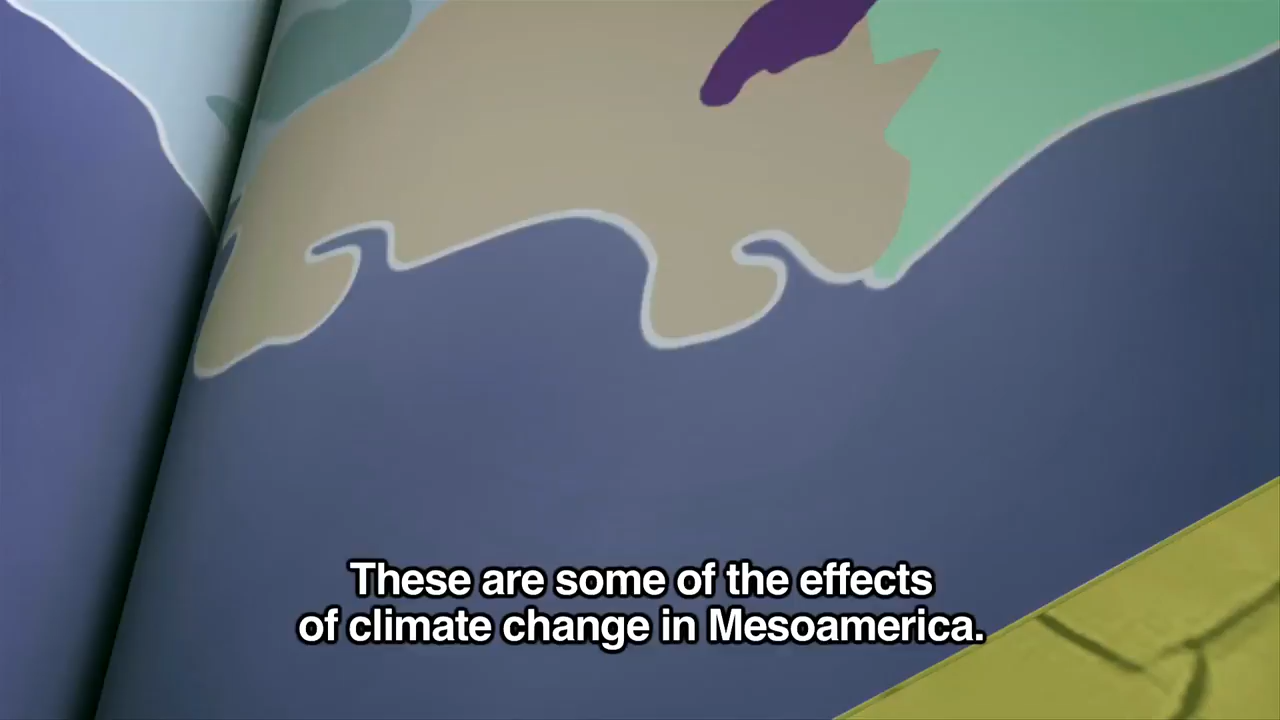 These are some of the effects
of climate change in Mesoamerica.